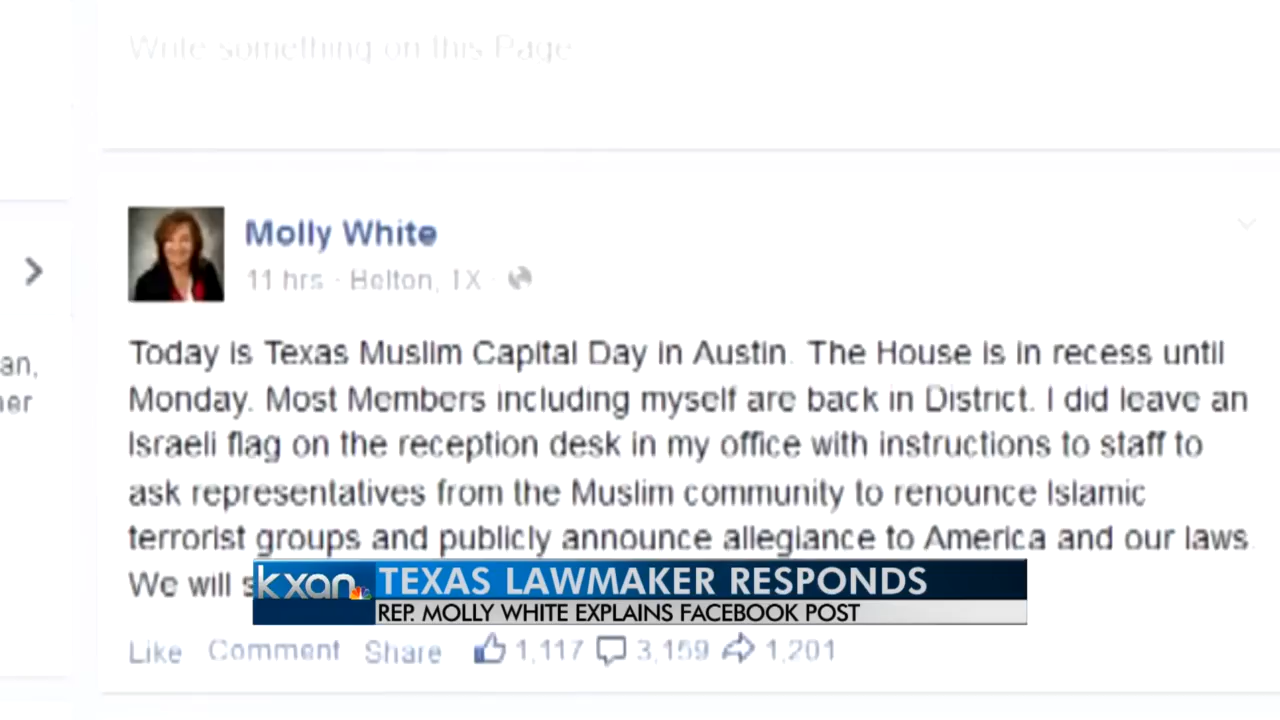 Write something on this Page
Molly White
11 hrs · Belton, TX ·
an,
her
Today is Texas Muslim Capital Day in Austin. The House is in recess until
Monday. Most Members including myself are back in District. I did leave an
Israeli flag on the reception desk in my office with instructions to staff to
ask representatives from the Muslim community to renounce Islamic
terrorist groups and publicly announce allegiance to America and our laws.
We will
kxan TEXAS LAWMAKER RESPONDS
REP. MOLLY WHITE EXPLAINS FACEBOOK POST
Like Comment Share 1,117 3,159 1,201